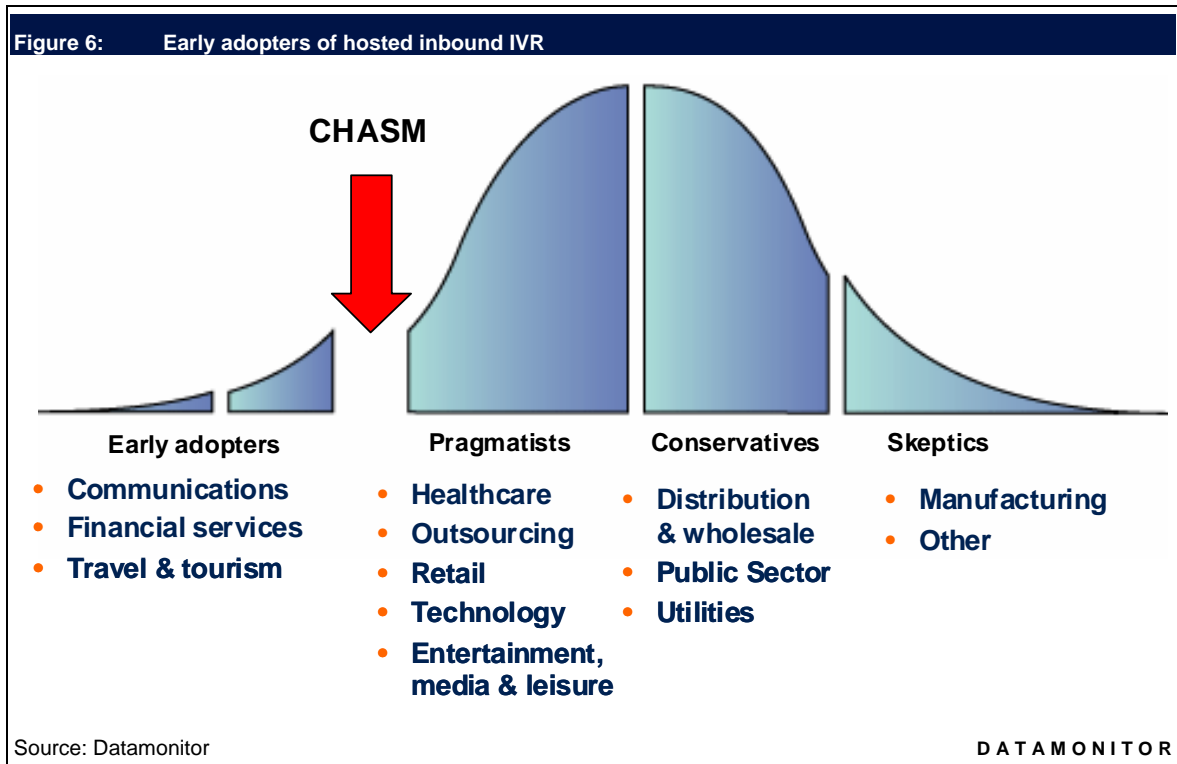 Figure 6: Early adopters of hosted inbound IVR
CHASM
Early adopters
• Communications
• Financial services
• Travel & tourism
Pragmatists
• Healthcare
• Outsourcing
• Retail
• Technology
• Entertainment,
media & leisure
Conservatives
• Distribution
& wholesale
• Public Sector
• Utilities
Skeptics
• Manufacturing
• Other
Source: Datamonitor
DATAMONITOR